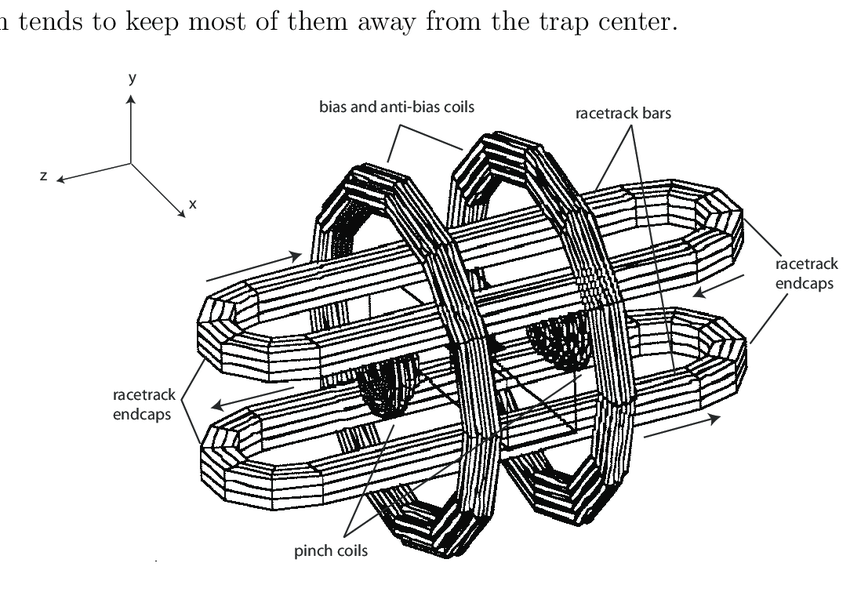 tends to keep most of them away from the trap center.
y
bias and anti-bias coils
racetrack bars
z
x
racetrack
endcaps
racetrack
endcaps
pinch coils